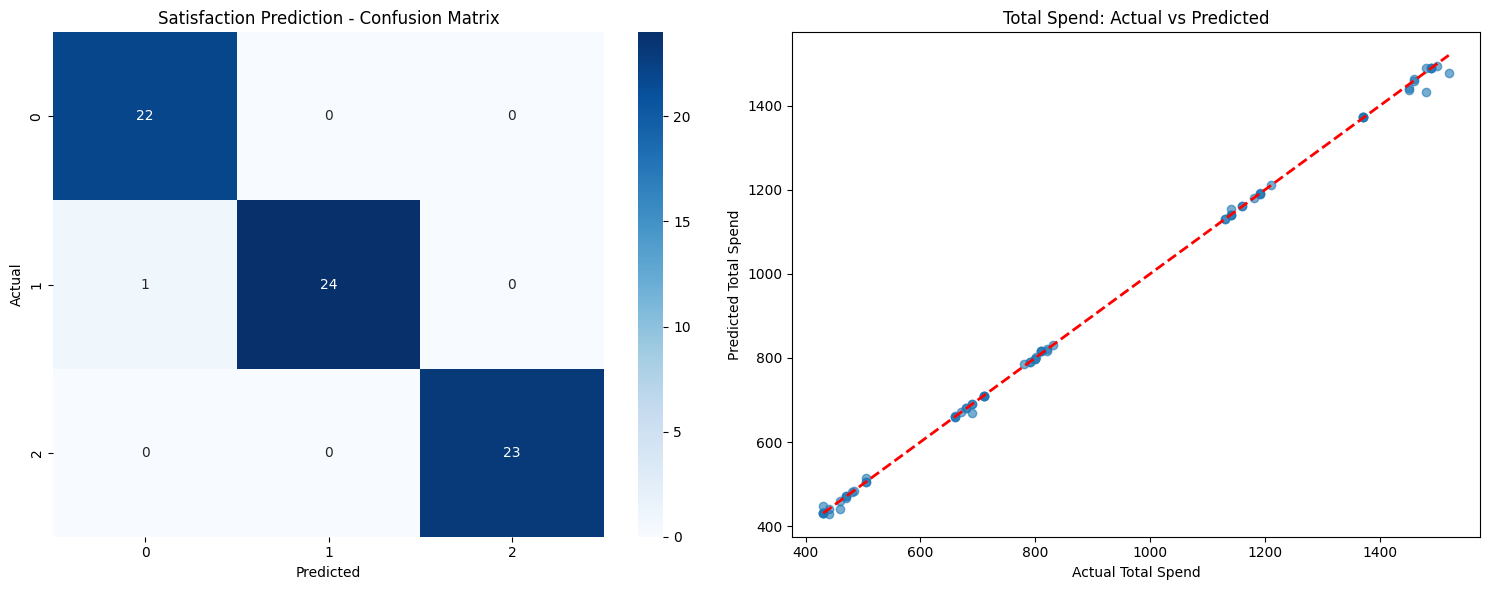 Satisfaction Prediction - Confusion Matrix
0
1
2
Actual
22 0 0
1 24 0
0 0 23
0 1 2
Predicted
20
15
10
5
0
Total Spend: Actual vs Predicted
Predicted Total Spend
1400
1200
1000
800
600
400
400 600 800 1000 1200 1400
Actual Total Spend